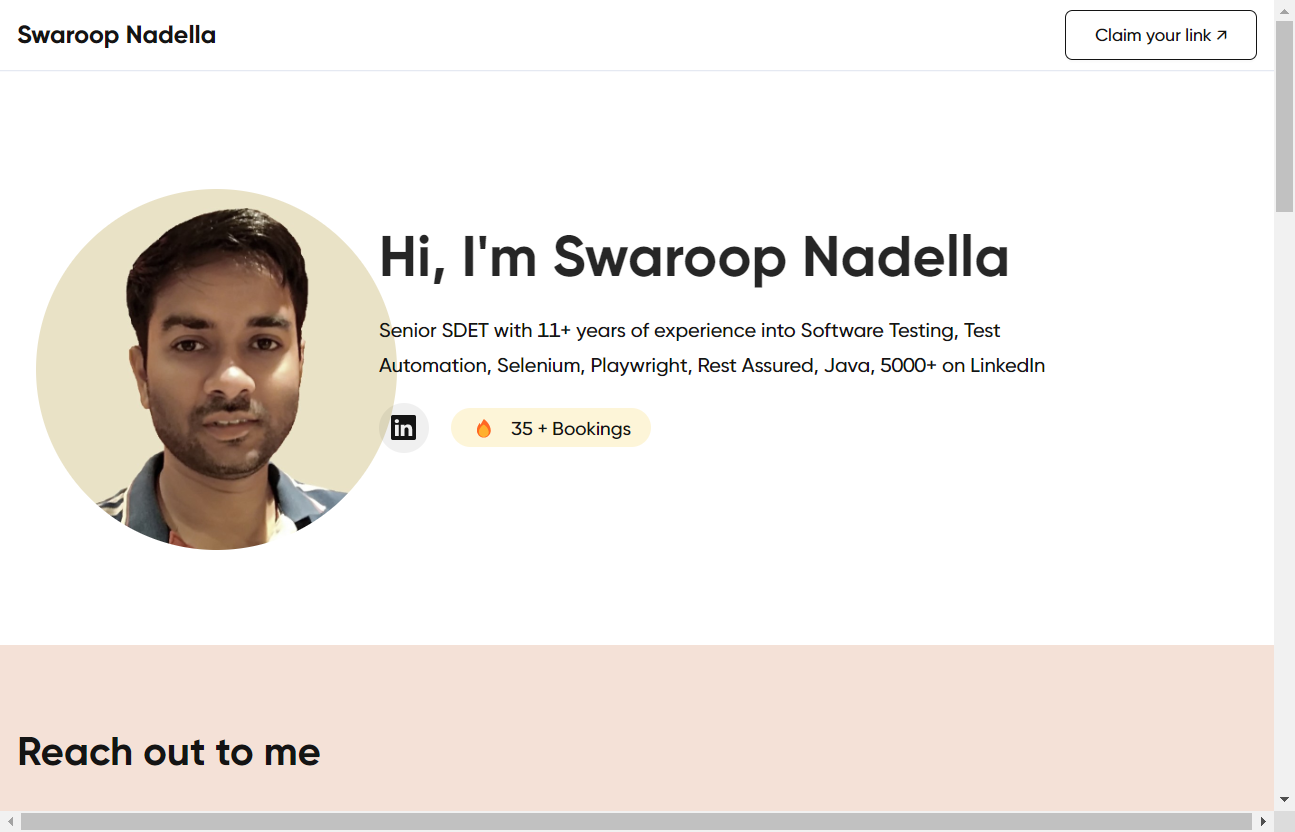 Swaroop Nadella
Claim your link ↗
Hi, I'm Swaroop Nadella
Senior SDET with 11+ years of experience into Software Testing, Test
Automation, Selenium, Playwright, Rest Assured, Java, 5000+ on LinkedIn
in
35 + Bookings
Reach out to me